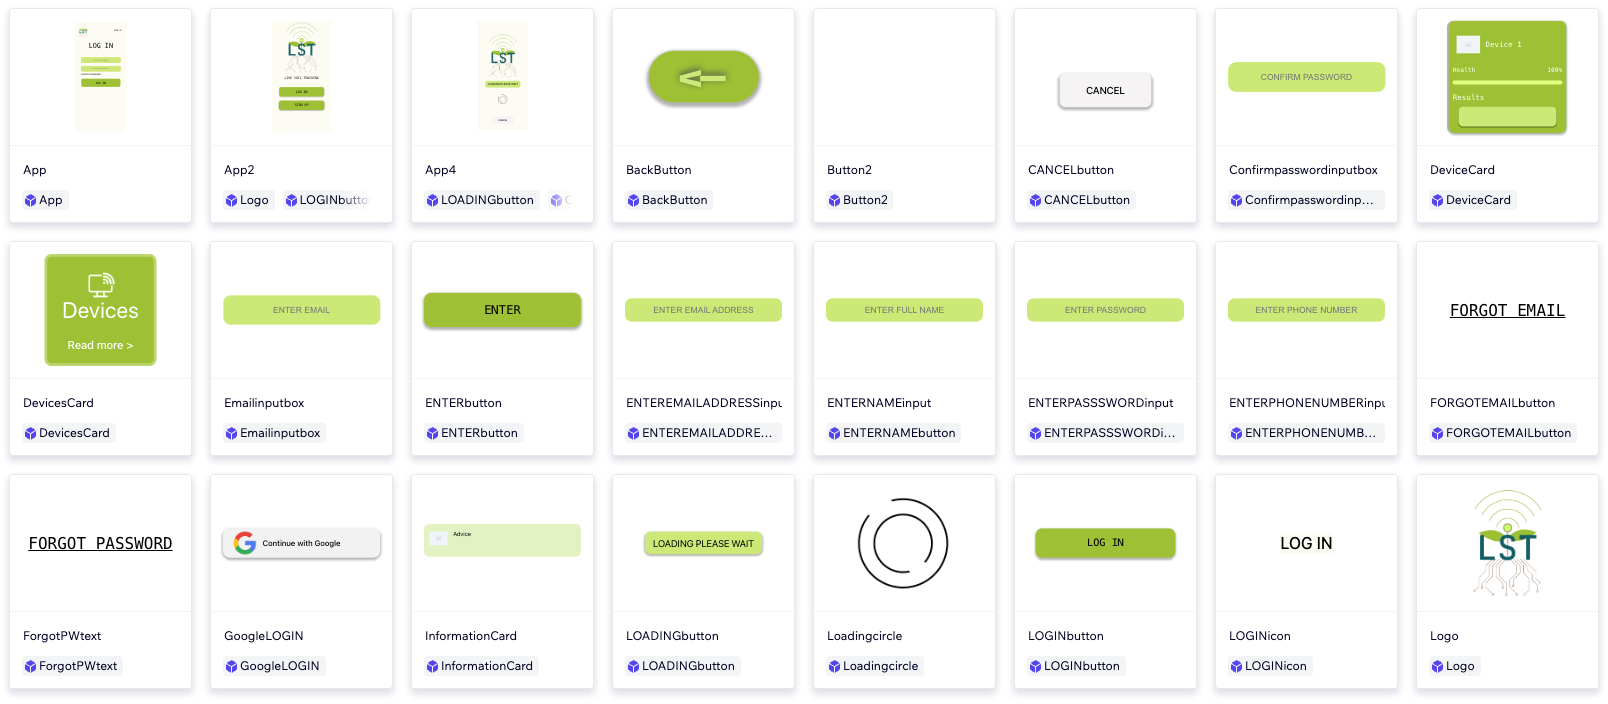 LOG IN
LOG IN
LST
LIVE SOIL TRACKING
LOG IN
SIGN UP
LST
CANCEL
CONFIRM PASSWORD
Device 1
Health 100%
Results
App
App2
App4
BackButton
Button2
CANCELbutton
Confirmpasswordinputbox
DeviceCard
App
Logo
LOGINbutton
LOADINGbutton
C
BackButton
Button2
CANCELbutton
Confirmpasswordinp...
DeviceCard
Devices
Read more >
ENTER EMAIL
ENTER
ENTER EMAIL ADDRESS
ENTER FULL NAME
ENTER PASSWORD
ENTER PHONE NUMBER
FORGOT EMAIL
DevicesCard
Emailinputbox
ENTERbutton
ENTEREMAILADDRESSinpu
ENTERNAMEinput
ENTERPASSSWORDinput
ENTERPHONENUMBERinpu
FORGOTEMAILbutton
DevicesCard
Emailinputbox
ENTERbutton
ENTEREMAILADDRE...
ENTERNAMEbutton
ENTERPASSSWORDi...
ENTERPHONENUMB...
FORGOTEMAILbutton
FORGOT PASSWORD
Continue with Google
Advice
LOADING PLEASE WAIT
LOG IN
LOG IN
LST
ForgotPWtext
GoogleLOGIN
InformationCard
LOADINGbutton
Loadingcircle
LOGINbutton
LOGINicon
Logo
ForgotPWtext
GoogleLOGIN
InformationCard
LOADINGbutton
Loadingcircle
LOGINbutton
LOGINicon
Logo